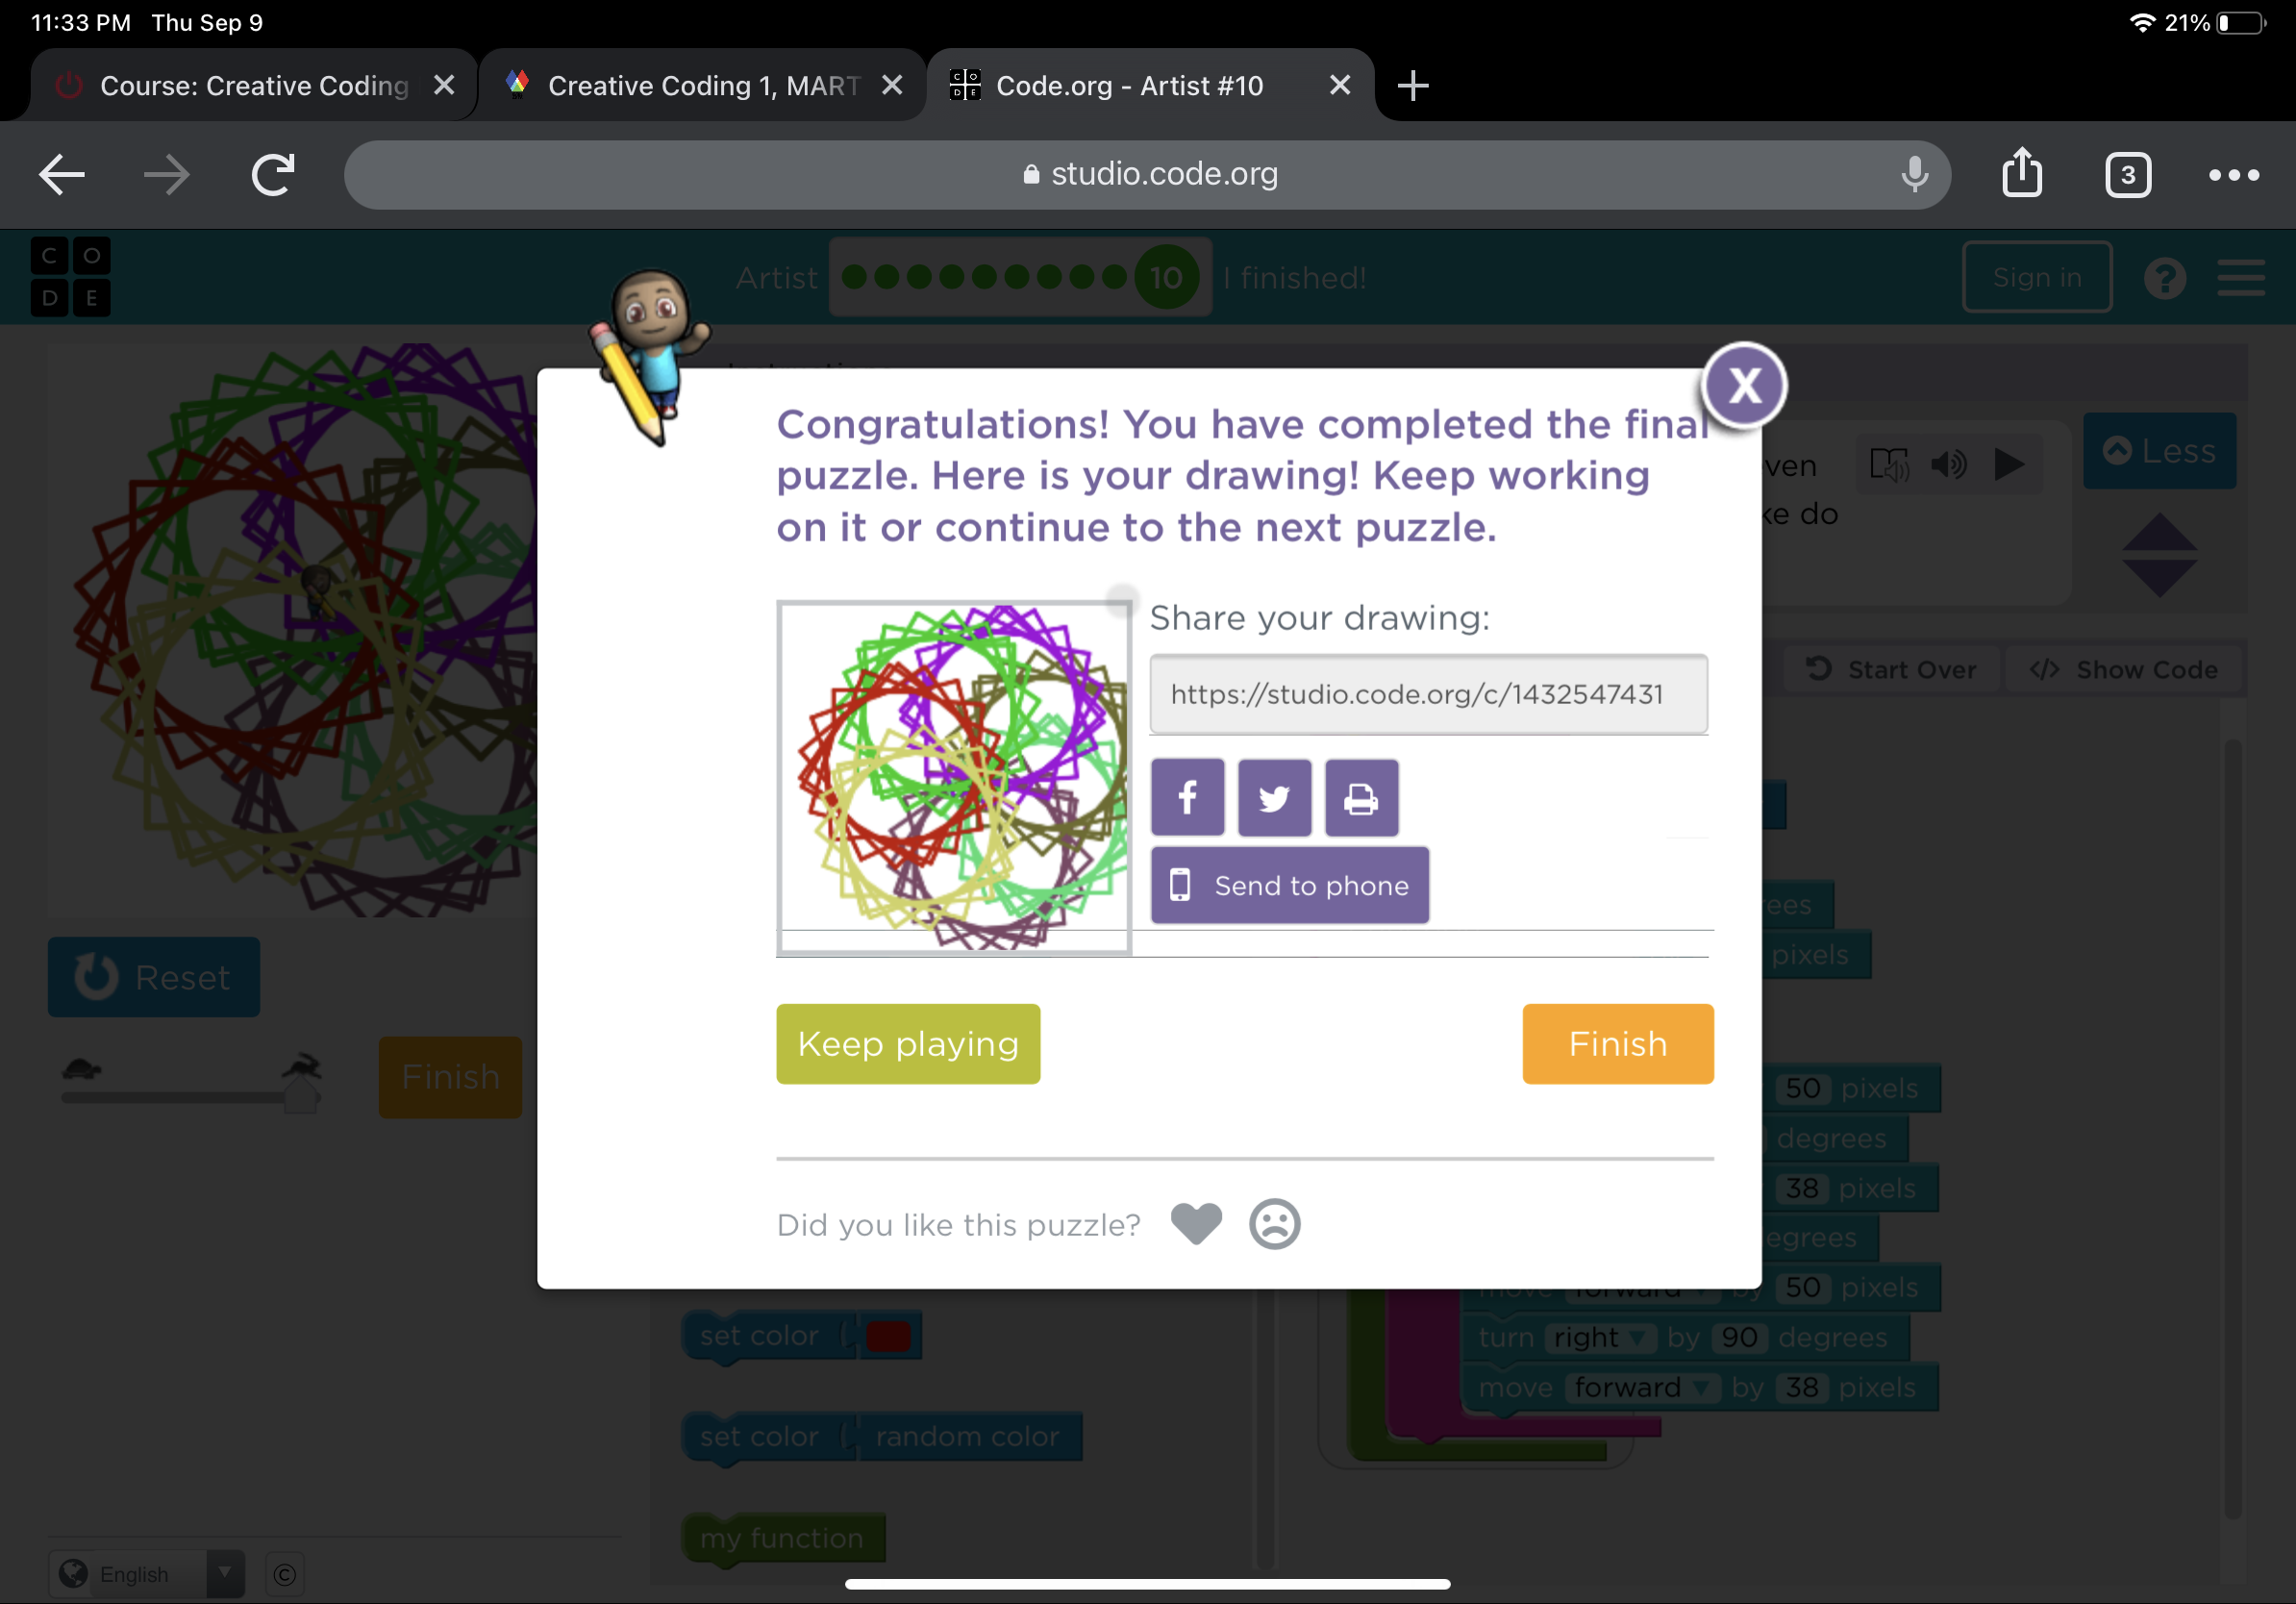 11:33 PM Thu Sep 9
21%
Course: Creative Coding
Creative Coding 1, MART
Code.org - Artist #10
studio.code.org
3
C O
D E
Artist
10
I finished!
Sign in
Congratulations! You have completed the final
puzzle. Here is your drawing! Keep working
on it or continue to the next puzzle.
X
ven
ke do
Less
Share your drawing:
https://studio.code.org/c/1432547431
Start Over
Show Code
Send to phone
Reset
Finish
Keep playing
Finish
Did you like this puzzle?
ees
pixels
50 pixels
degrees
38 pixels
egrees
move forward by 50 pixels
turn right by 90 degrees
move forward by 38 pixels
set color
set color random color
my function
English
©